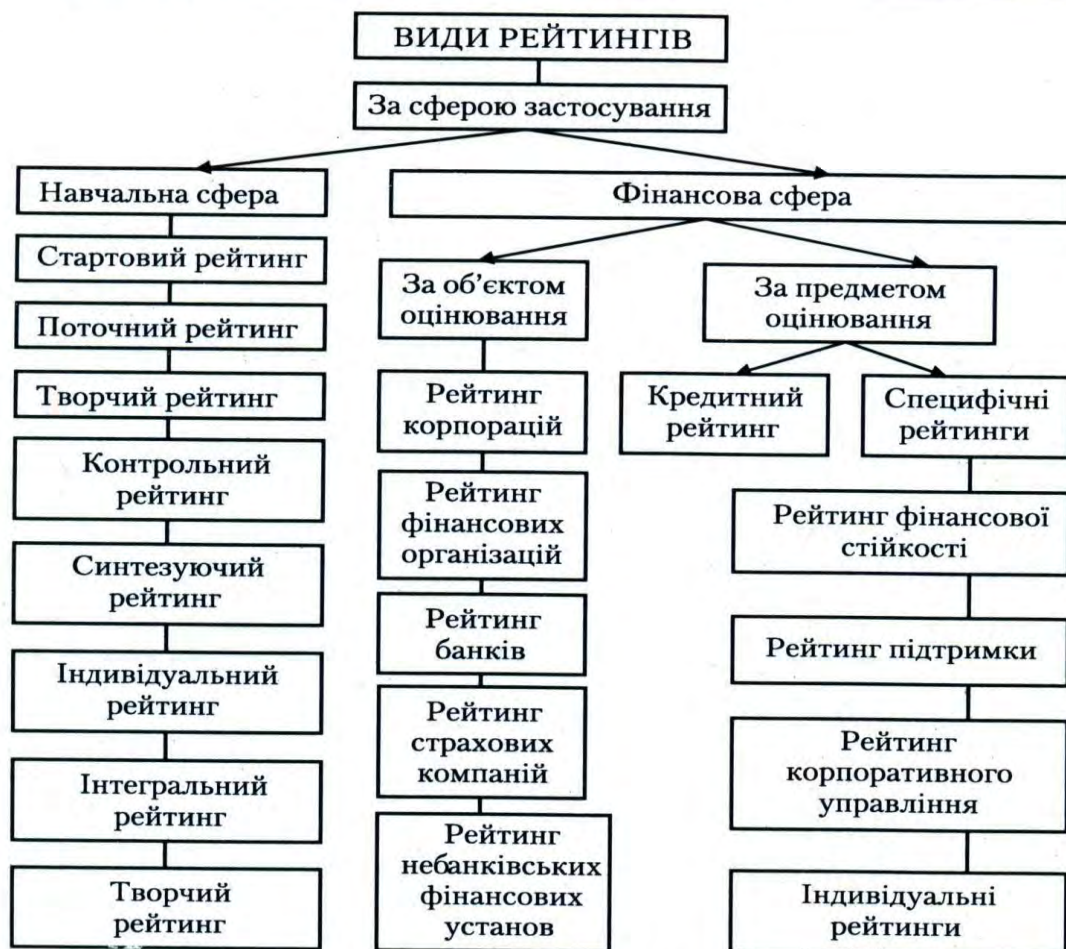 ВИДИ РЕЙТИНГІВ
За сферою застосування
Навчальна сфера
Стартовий рейтинг
Поточний рейтинг
Творчий рейтинг
Контрольний
рейтинг
Синтезуючий
рейтинг
Індивідуальний
рейтинг
Інтегральний
рейтинг
Творчий
рейтинг
Фінансова сфера
За об’єктом
оцінювання
Рейтинг
корпорацій
Рейтинг
фінансових
організацій
Рейтинг
банків
Рейтинг
страхових
компаній
Рейтинг
небанківських
фінансових
установ
За предметом
оцінювання
Кредитний
рейтинг
Специфічні
рейтинги
Рейтинг фінансової
стійкості
Рейтинг підтримки
Рейтинг
корпоративного
управління
Індивідуальні
рейтинги